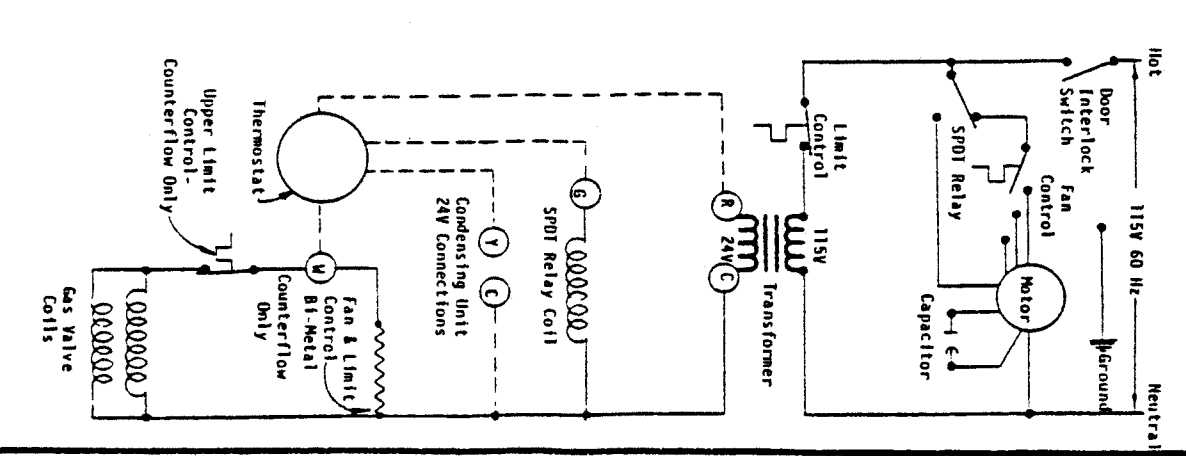 Hot
Door
Interlock
Switch
115V 60 Hz
Neutral
Ground
SPDT Relay
Fan
Control
Motor
Capacitor
Limit
Control
115V
24V
Transformer
R
C
G
SPDT Relay Coil
Y
C
Condensing Unit
24V Connections
Thermostat
W
Fan & Limit
Control
Bi-Metal
Counterflow
Only
Upper Limit
Control-
Counterflow Only
Gas Valve
Coils